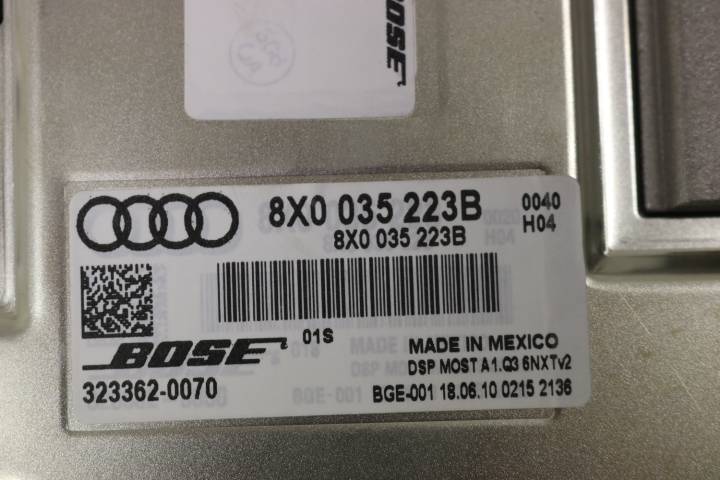 BOSE
8X0 035 223B
0040
H04
8X0 035 223B
01S
BOSE
MADE IN MEXICO
DSP MOST A1.Q3 6NXTv2
323362-0070
BGE-001 18.06.10 0215 2136